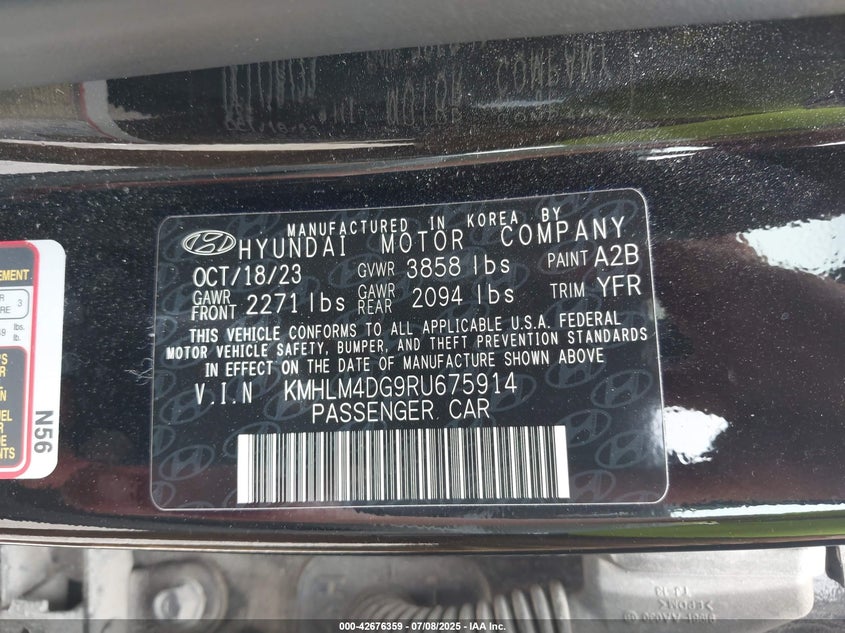 MANUFACTURED IN KOREA BY
HYUNDAI MOTOR COMPANY
OCT/18/23 GVWR 3858 lbs PAINT A2B
GAWR FRONT 2271 lbs GAWR REAR 2094 lbs TRIM YFR
THIS VEHICLE CONFORMS TO ALL APPLICABLE U.S.A. FEDERAL
MOTOR VEHICLE SAFETY, BUMPER, AND THEFT PREVENTION STANDARDS
IN EFFECT ON THE DATE OF MANUFACTURE SHOWN ABOVE
V.I.N KMHLM4DG9RU675914
PASSENGER CAR
N56
000-42676359 - 07/08/2025 - IAA Inc.